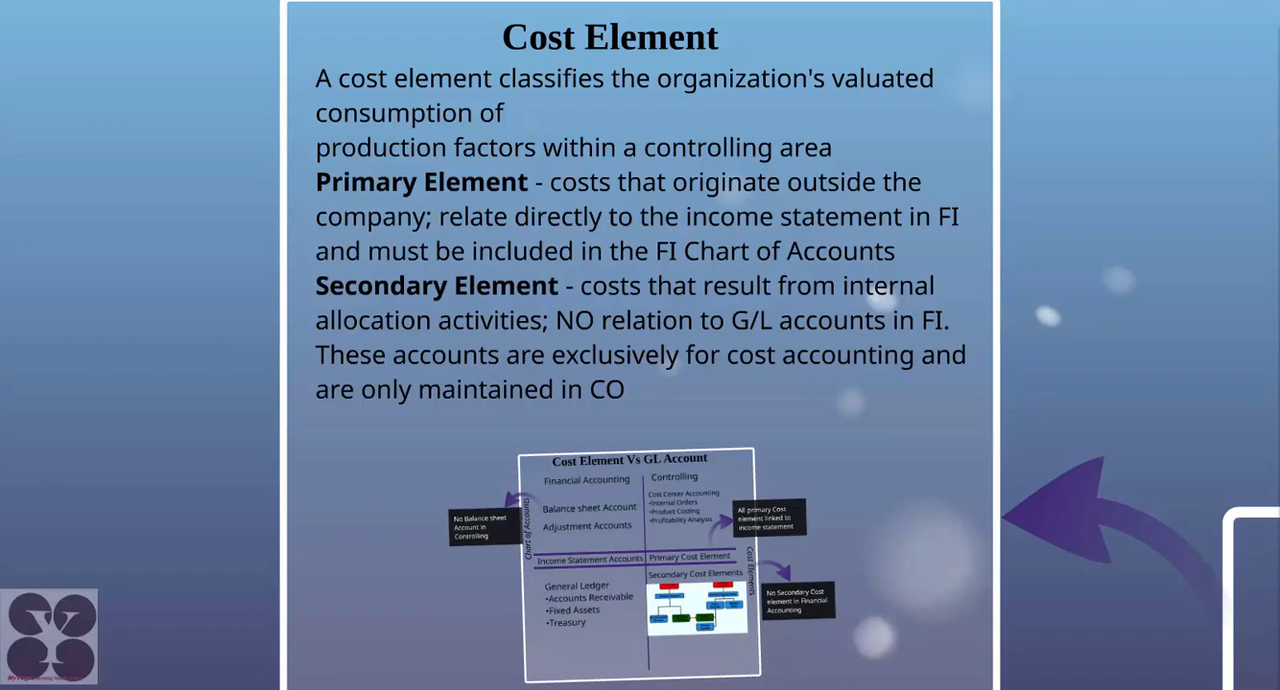 Cost Element
A cost element classifies the organization's valuated
consumption of
production factors within a controlling area
Primary Element - costs that originate outside the
company; relate directly to the income statement in FI
and must be included in the FI Chart of Accounts
Secondary Element - costs that result from internal
allocation activities; NO relation to G/L accounts in FI.
These accounts are exclusively for cost accounting and
are only maintained in CO
Cost Element Vs GL Account
Financial Accounting
Controlling
Balance sheet Account
Adjustment Accounts
Cost Center Accounting
•Internal Orders
•Product Costing
•Profitability Analysis
No Balance sheet
Account in
Controlling
Chart of Accounts
All primary Cost
element linked to
income statement
Income Statement Accounts
Primary Cost Element
Cost Elements
Secondary Cost Elements
General Ledger
•Accounts Receivable
•Fixed Assets
•Treasury
No Secondary Cost
element in Financial
Accounting